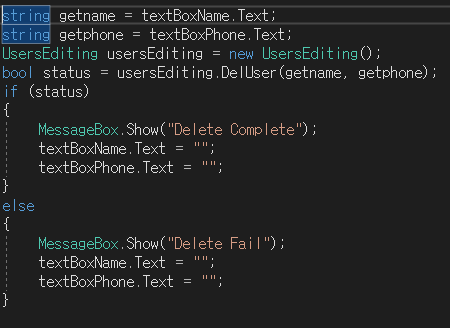 string getname = textBoxName.Text;
string getphone = textBoxPhone.Text;
UsersEditing usersEditing = new UsersEditing();
bool status = usersEditing.DelUser(getname, getphone);
if (status)
{
    MessageBox.Show("Delete Complete");
    textBoxName.Text = "";
    textBoxPhone.Text = "";
}
else
{
    MessageBox.Show("Delete Fail");
    textBoxName.Text = "";
    textBoxPhone.Text = "";
}